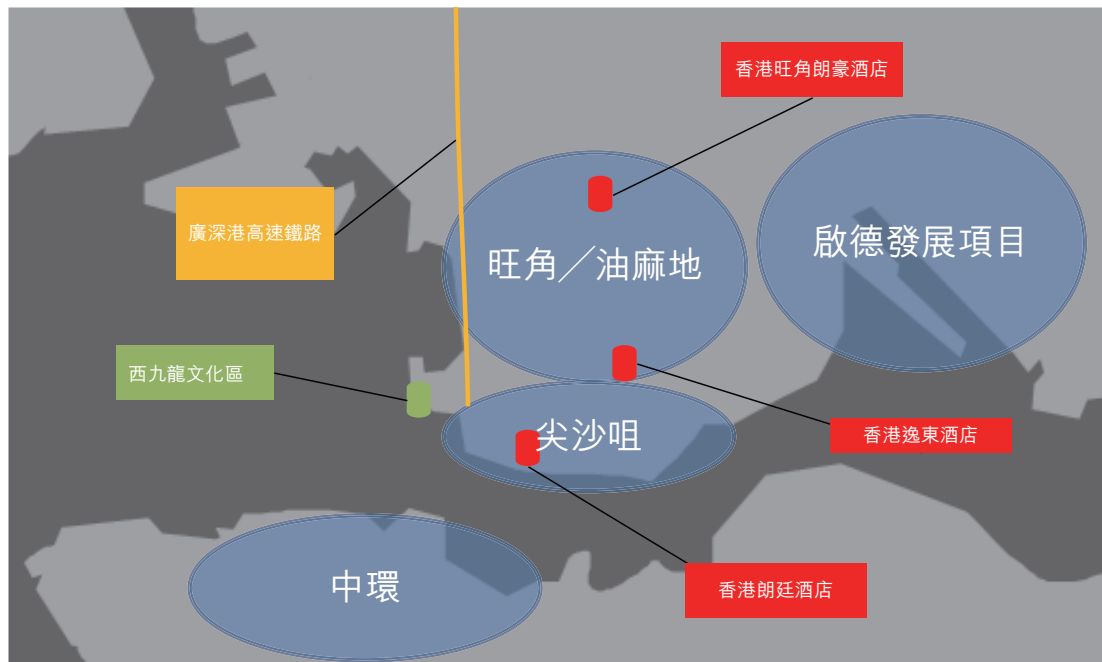 香港旺角朗豪酒店
廣深港高速鐵路
旺角／油麻地
啟德發展項目
西九龍文化區
尖沙咀
香港逸東酒店
中環
香港朗廷酒店